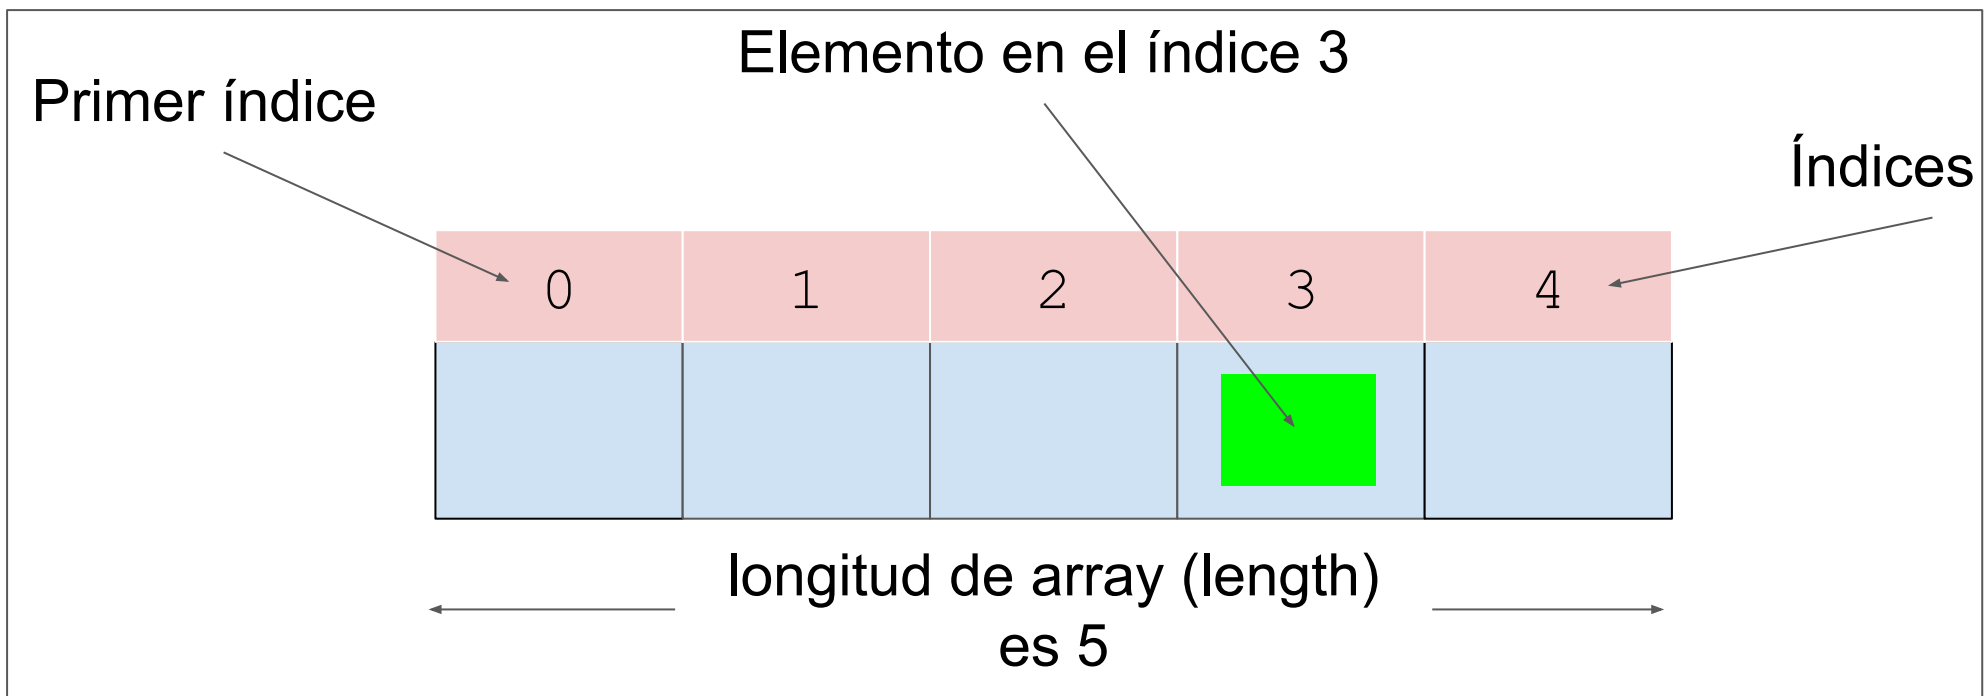 Elemento en el índice 3
Primer índice
Índices
0 1 2 3 4
longitud de array (length)
es 5